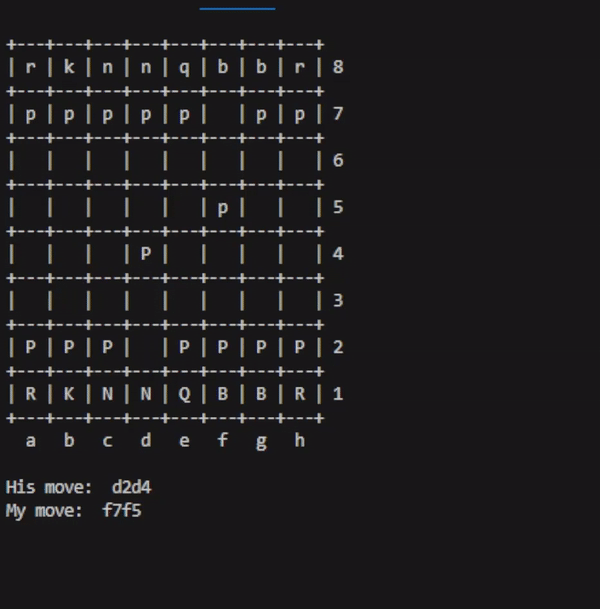 +---+---+---+---+---+---+---+---+
| r | k | n | n | q | b | b | r | 8
+---+---+---+---+---+---+---+---+
| p | p | p | p | p |   | p | p | 7
+---+---+---+---+---+---+---+---+
|   |   |   |   |   |   |   |   | 6
+---+---+---+---+---+---+---+---+
|   |   |   |   |   | p |   |   | 5
+---+---+---+---+---+---+---+---+
|   |   |   | P |   |   |   |   | 4
+---+---+---+---+---+---+---+---+
|   |   |   |   |   |   |   |   | 3
+---+---+---+---+---+---+---+---+
| P | P | P |   | P | P | P | P | 2
+---+---+---+---+---+---+---+---+
| R | K | N | N | Q | B | B | R | 1
+---+---+---+---+---+---+---+---+
  a   b   c   d   e   f   g   h
His move:  d2d4
My move:  f7f5